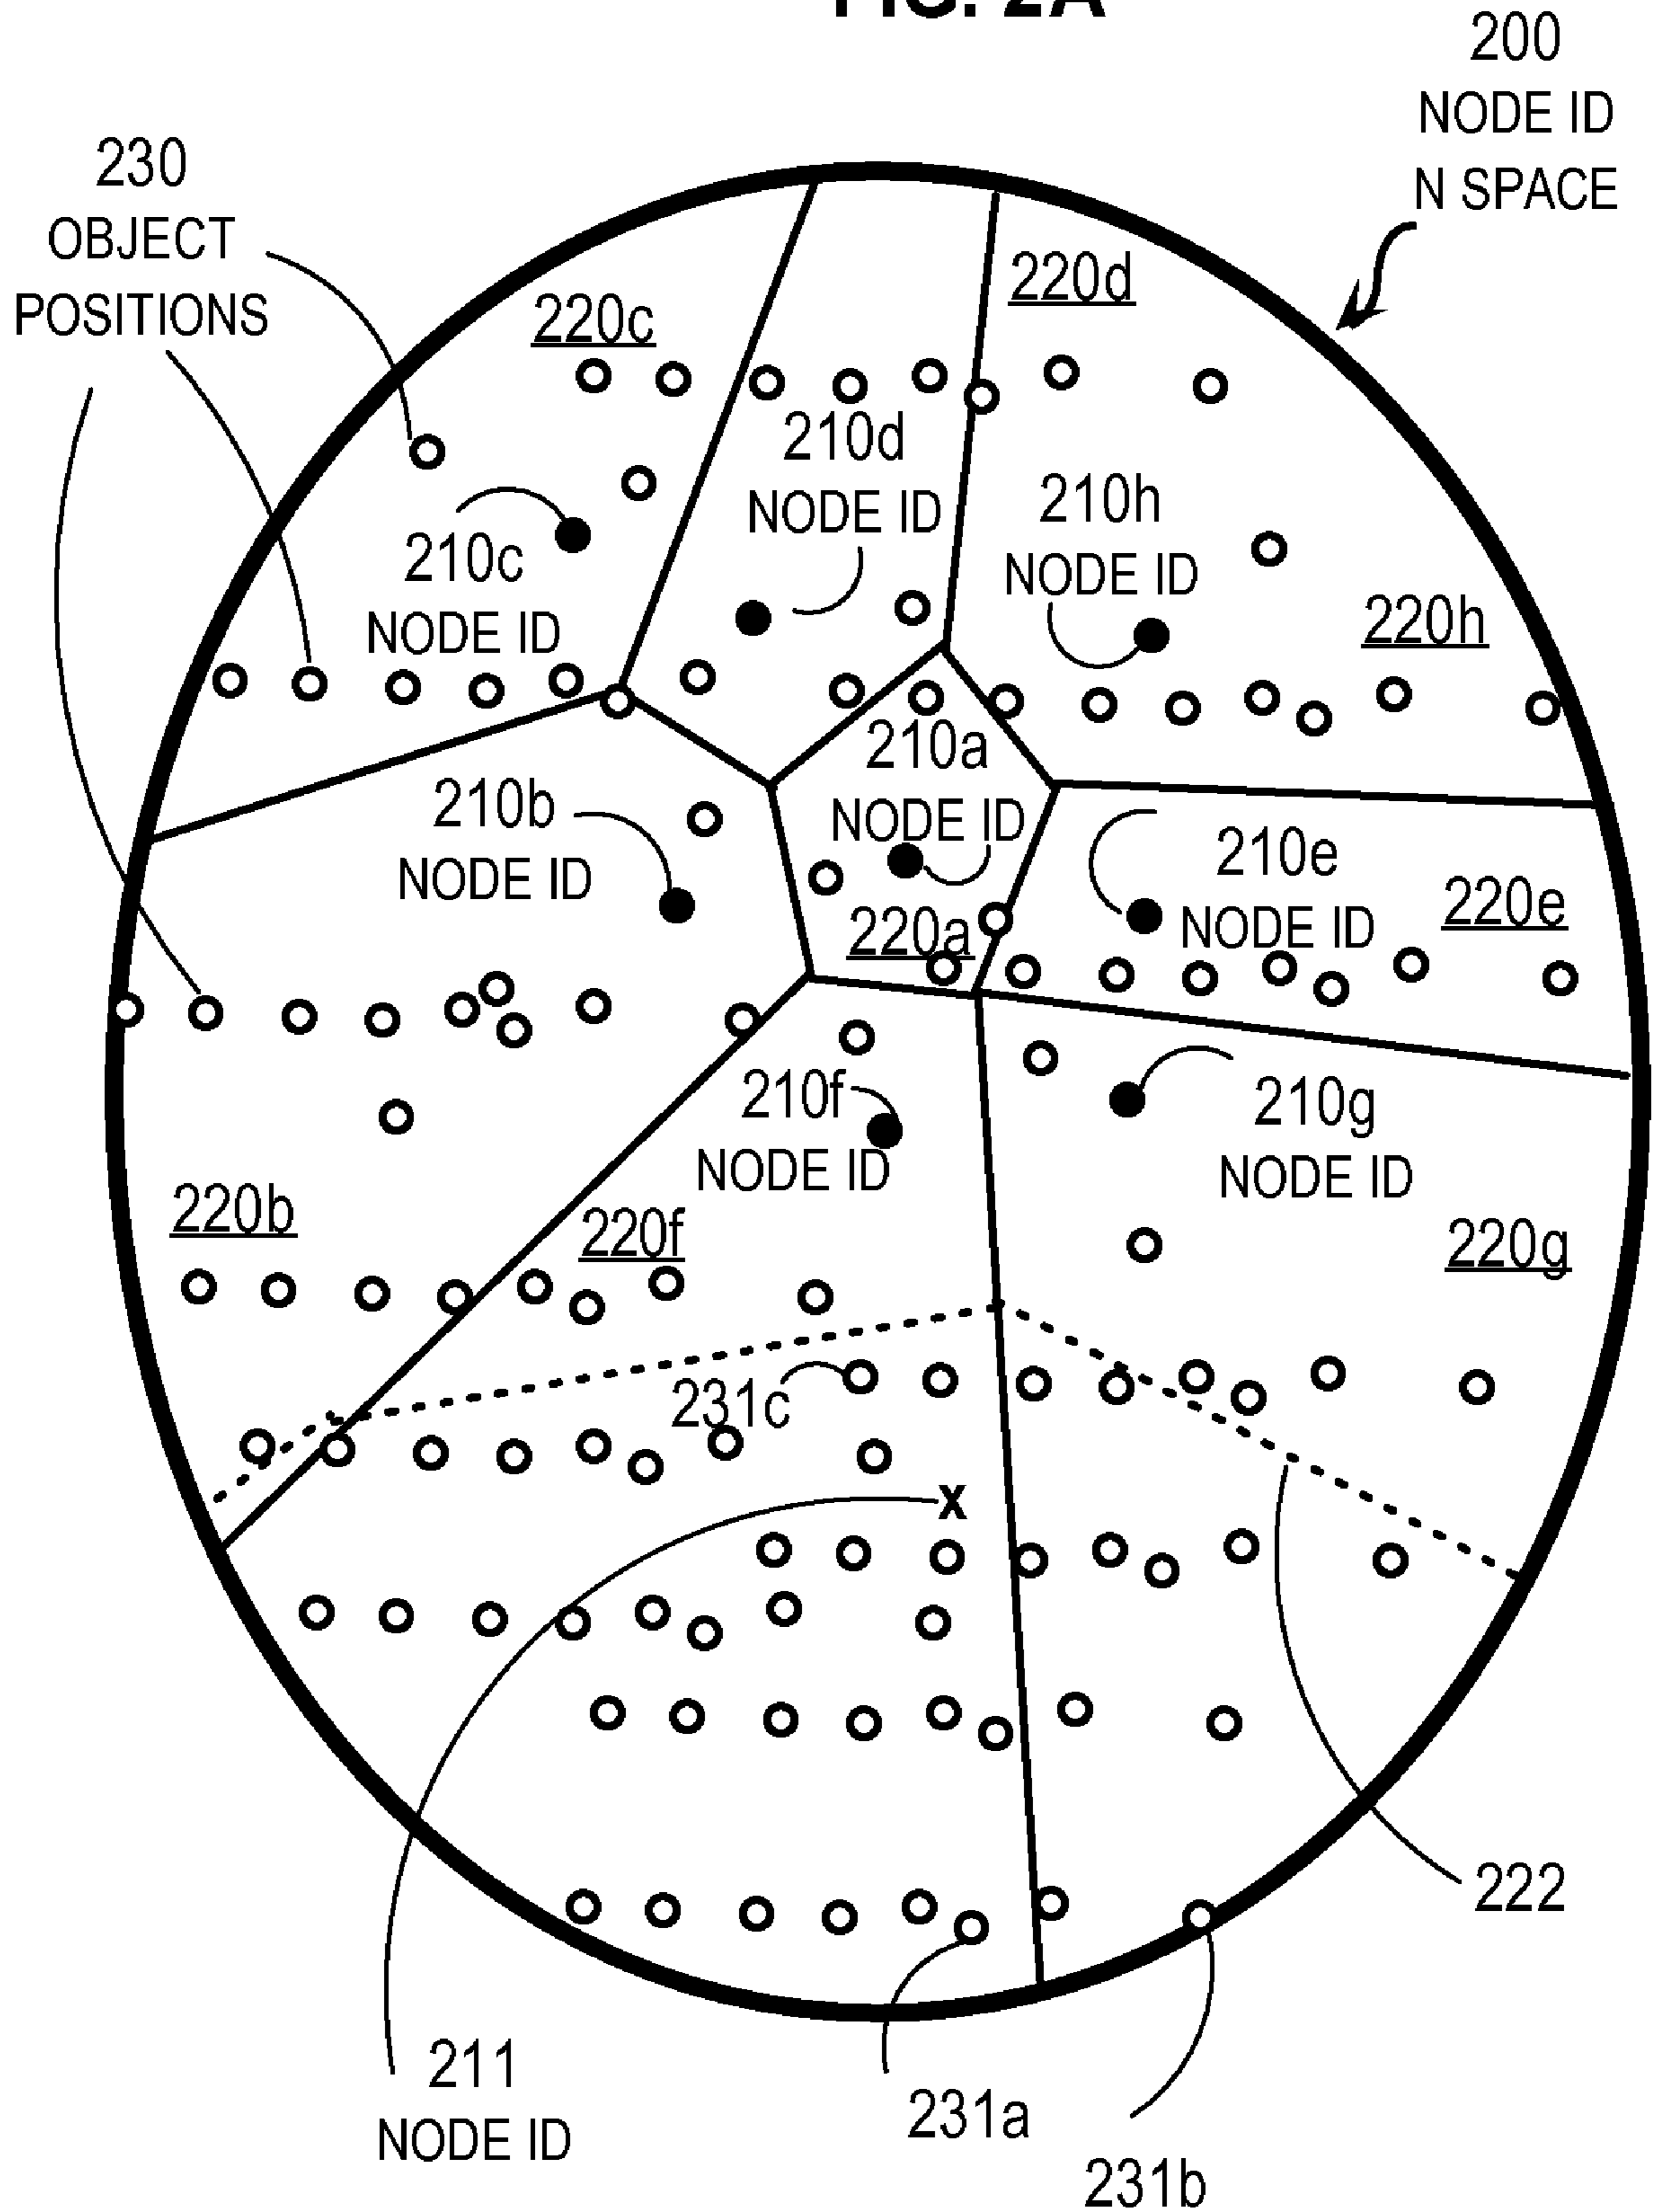 FIG. 2A
200
NODE ID
N SPACE
230
OBJECT
POSITIONS
220c
220d
210d
NODE ID
210h
NODE ID
210c
NODE ID
220h
210a
NODE ID
210b
NODE ID
210e
NODE ID
220e
220a
210f
NODE ID
210g
NODE ID
220b
220f
220g
231c
x
222
211
NODE ID
231a
231b